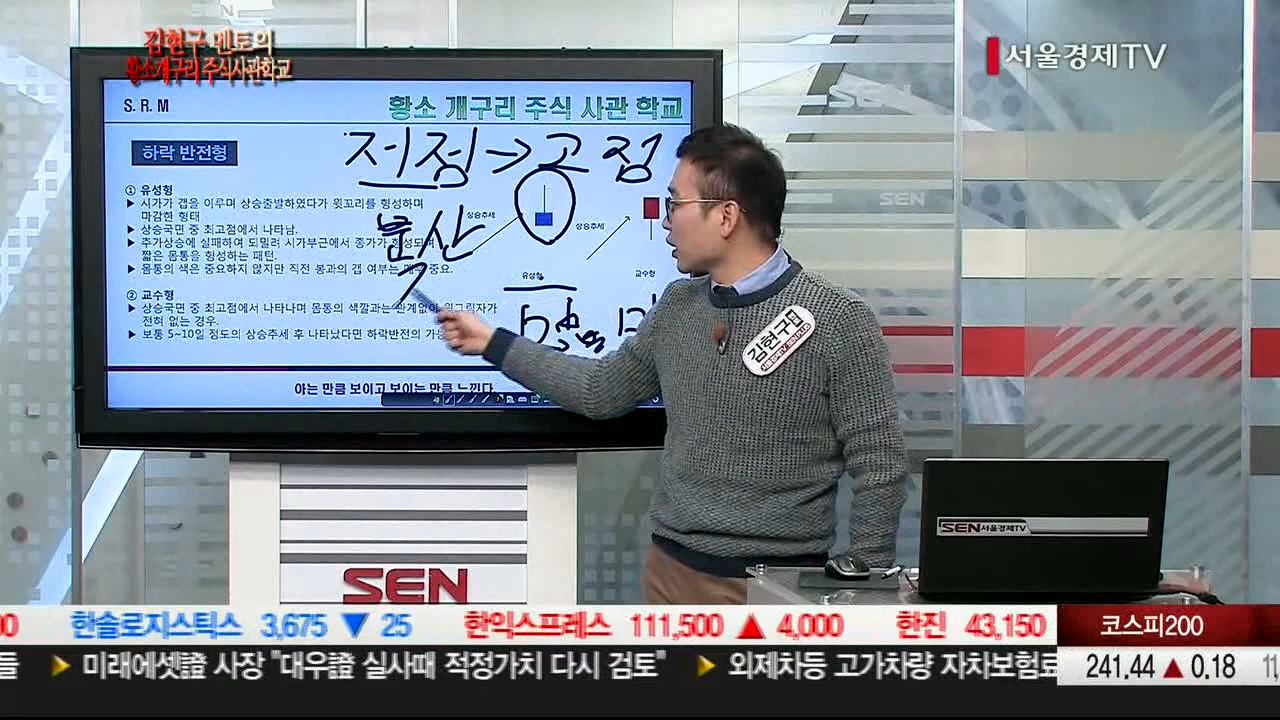 김현구 멘토의
황소개구리 주식사관학교
서울경제TV
S. R. M
황소 개구리 주식 사관 학교
하락 반전형
저점→고점
① 유성형
▶ 시가가 갭을 이루며 상승출발하였다가 윗꼬리를 형성하며
마감한 형태
▶ 상승국면 중 최고점에서 나타남.
▶ 추가상승에 실패하여 되밀려 시가부근에서 종가가 형성되며
짧은 몸통을 형성하는 패턴.
▶ 몸통의 색은 중요하지 않지만 직전 봉과의 갭 여부는 매우 중요.
상승추세
상승추세
유성형
교수형
② 교수형
▶ 상승국면 중 최고점에서 나타나며 몸통의 색깔과는 관계없이 윗그림자가
전혀 없는 경우.
▶ 보통 5~10일 정도의 상승추세 후 나타났다면 하락반전의 가
아는 만큼 보이고 보이는 만큼 느낀다
김현구
SEN
SEN
SEN 서울경제TV
SEN
한솔로지스틱스 3,675 ▼ 25 한익스프레스 111,500 ▲ 4,000 한진 43,150
코스피200
들 ▶ 미래에셋證 사장 "대우證 실사때 적정가치 다시 검토" ▶ 외제차등 고가차량 자차보험료
241.44 ▲ 0.18